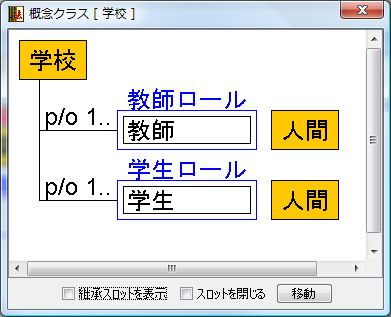 概念クラス [ 学校 ]
学校
教師ロール
p/o 1.. 教師 人間
学生ロール
p/o 1.. 学生 人間
継承スロットを表示 スロットを閉じる 移動